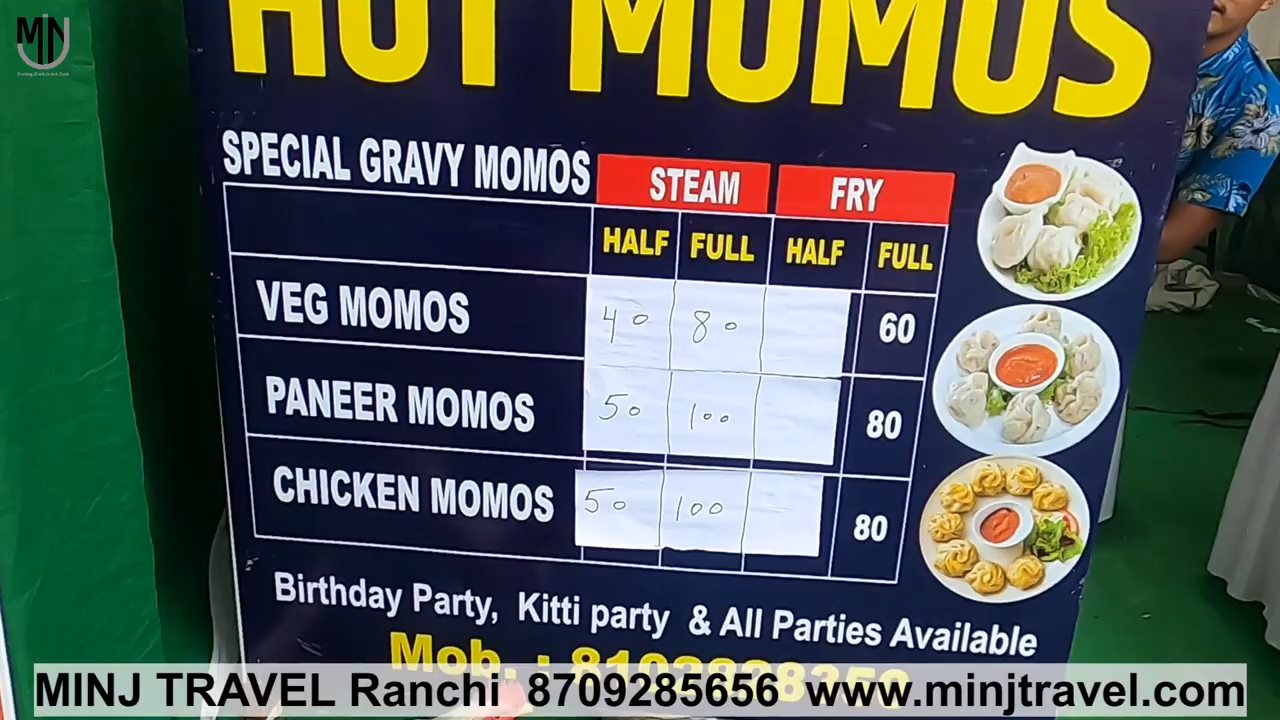 MJN
HOT MOMOS
SPECIAL GRAVY MOMOS STEAM FRY
HALF FULL HALF FULL
VEG MOMOS 40 80 60
PANEER MOMOS 50 100 80
CHICKEN MOMOS 50 100 80
Birthday Party, Kitti party & All Parties Available
Mob. :
MINJ TRAVEL Ranchi 8709285656 www.minjtravel.com